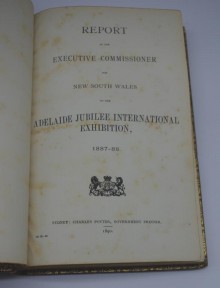 REPORT
OF THE
EXECUTIVE COMMISSIONER
FOR
NEW SOUTH WALES
TO THE
ADELAIDE JUBILEE INTERNATIONAL
EXHIBITION,
1887-88.
SYDNEY: CHARLES POTTER, GOVERNMENT PRINTER.
1890.